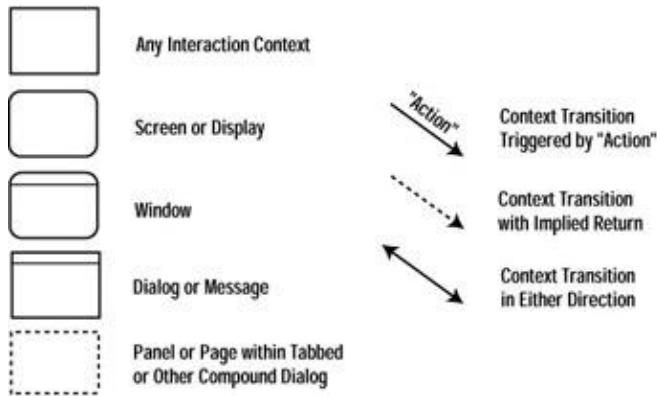 Any Interaction Context
Screen or Display
Window
Dialog or Message
Panel or Page within Tabbed
or Other Compound Dialog
"Action"
Context Transition
Triggered by "Action"
Context Transition
with Implied Return
Context Transition
in Either Direction